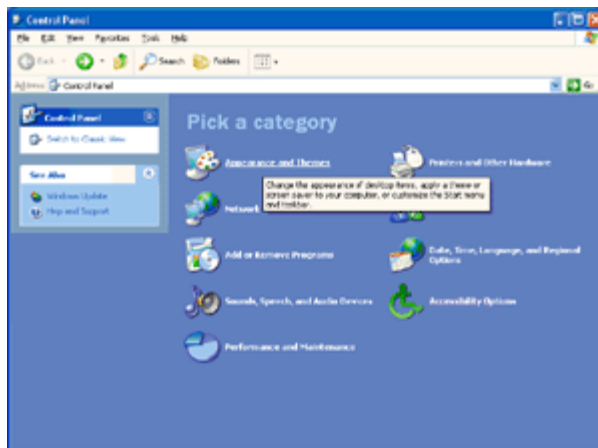 Control Panel
File Edit View Favorites Tools Help
Back Search Folders
Address Control Panel Go
Control Panel
Switch to Classic View
See Also
Windows Update
Help and Support
Pick a category
Appearance and Themes
Printers and Other Hardware
Change the appearance of desktop items, apply a theme or
screen saver to your computer, or customize the Start menu
and taskbar.
Network
Add or Remove Programs
Date, Time, Language, and Regional
Options
Sounds, Speech, and Audio Devices
Accessibility Options
Performance and Maintenance